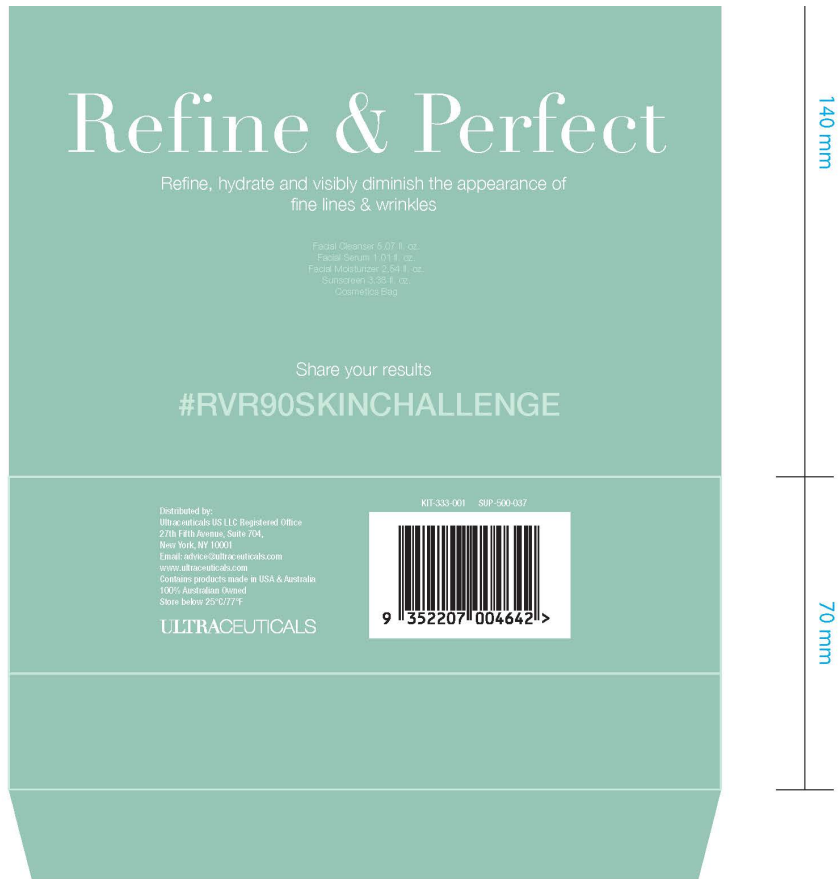 Refine & Perfect
Refine, hydrate and visibly diminish the appearance of
fine lines & wrinkles
Facial Cleanser 5.07 fl. oz.
Facial Serum 1.01 fl. oz.
Facial Moisturizer 2.54 fl. oz.
Sunscreen 3.38 fl. oz.
Cosmetics Bag
Share your results
#RVR90SKINCHALLENGE
Distributed by:
Ultraceuticals US LLC Registered Office
27th Fifth Avenue, Suite 704,
New York, NY 10001
Email: advice@ultraceuticals.com
www.ultraceuticals.com
Contains products made in USA & Australia
100% Australian Owned
Store below 25°C/77°F
ULTRACEUTICALS
KIT-333-001 SUP-500-037
9 352207 004642 >
140 mm
70 mm